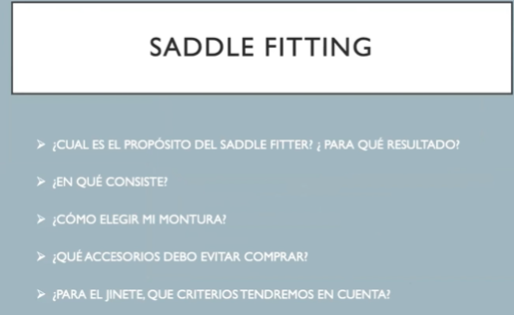 SADDLE FITTING
➢ ¿CUAL ES EL PROPÓSITO DEL SADDLE FITTER? ¿ PARA QUÉ RESULTADO?
➢ ¿EN QUÉ CONSISTE?
➢ ¿CÓMO ELEGIR MI MONTURA?
➢ ¿QUÉ ACCESORIOS DEBO EVITAR COMPRAR?
➢ ¿PARA EL JINETE, QUE CRITERIOS TENDREMOS EN CUENTA?